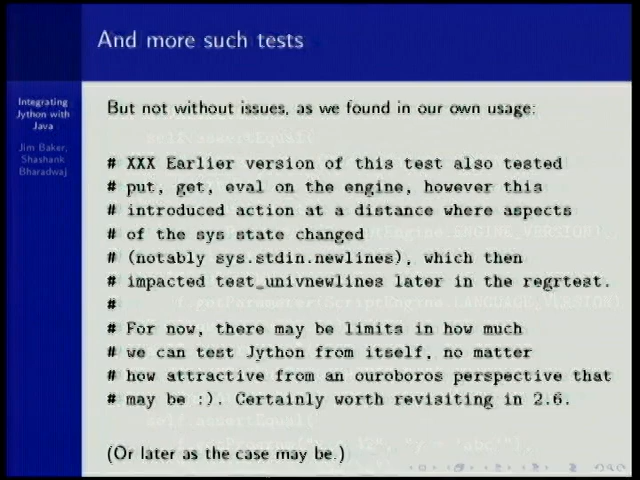 And more such tests
Integrating
Jython with
Java
Jim Baker,
Shashank
Bharadwaj
But not without issues, as we found in our own usage:
# XXX Earlier version of this test also tested
# put, get, eval on the engine, however this
# introduced action at a distance where aspects
# of the sys state changed
# (notably sys.stdin.newlines), which then
# impacted test_univnewlines later in the regrtest.
#
# For now, there may be limits in how much
# we can test Jython from itself, no matter
# how attractive from an ouroboros perspective that
# may be :). Certainly worth revisiting in 2.6.
(Or later as the case may be.)